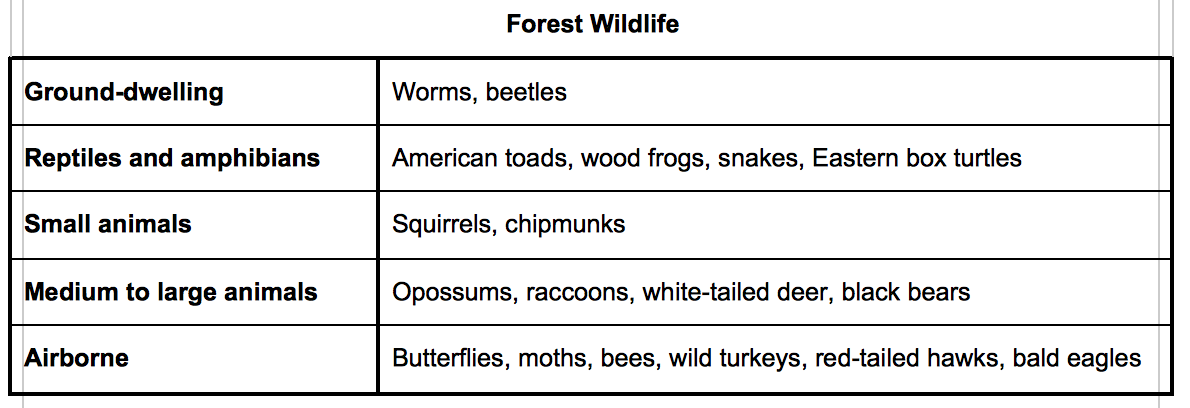 Forest Wildlife
Ground-dwelling Worms, beetles
Reptiles and amphibians American toads, wood frogs, snakes, Eastern box turtles
Small animals Squirrels, chipmunks
Medium to large animals Opossums, raccoons, white-tailed deer, black bears
Airborne Butterflies, moths, bees, wild turkeys, red-tailed hawks, bald eagles